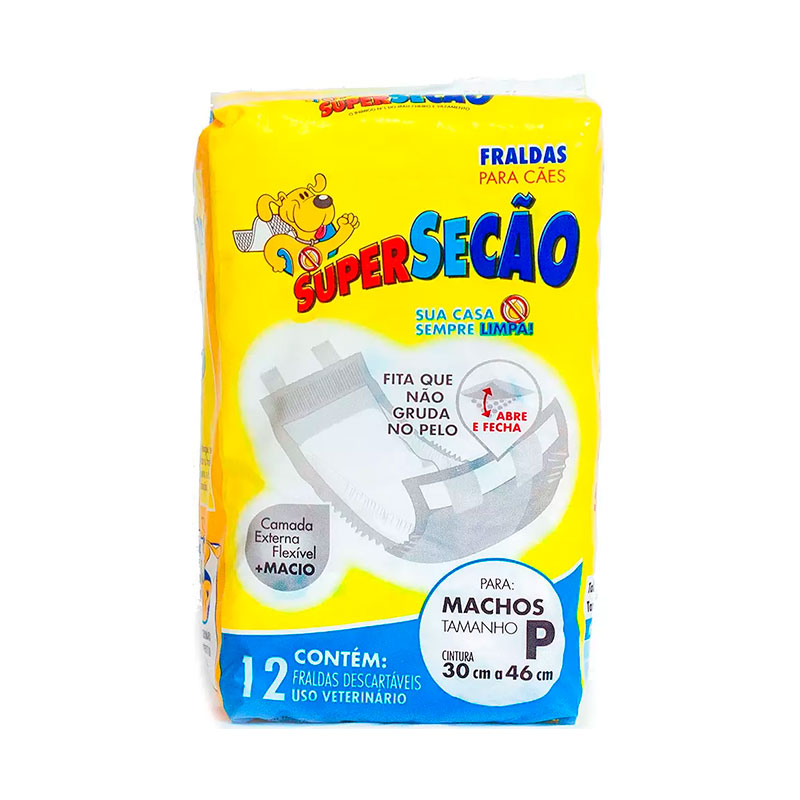 SUPERSECÃO
FRALDAS
PARA CÃES
SUPERSECÃO
SUA CASA
SEMPRE LIMPA!
FITA QUE
NÃO
GRUDA
NO PELO
ABRE
E FECHA
Camada
Externa
Flexível
+MACIO
PARA:
MACHOS
TAMANHO P
CINTURA
30 cm a 46 cm
12 CONTÉM:
FRALDAS DESCARTÁVEIS
USO VETERINÁRIO